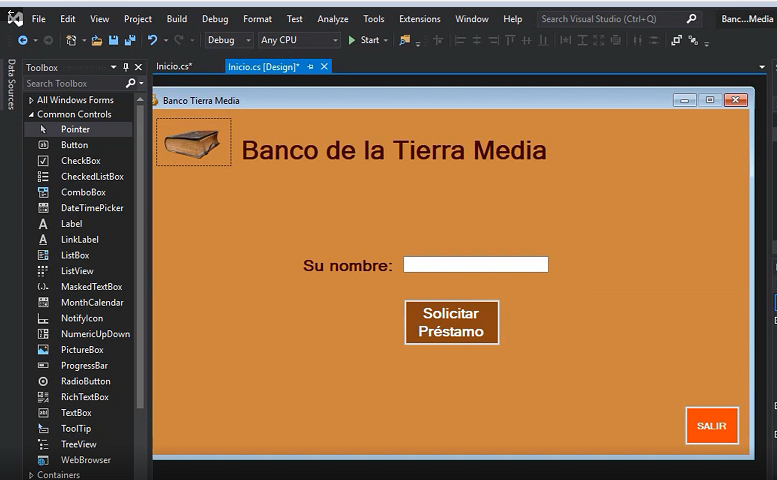 File Edit View Project Build Debug Format Test Analyze Tools Extensions Window Help Search Visual Studio (Ctrl+Q) Banc...Media
Debug Any CPU Start
Data Sources
Toolbox
Search Toolbox
All Windows Forms
Common Controls
Pointer
Button
CheckBox
CheckedListBox
ComboBox
DateTimePicker
Label
LinkLabel
ListBox
ListView
MaskedTextBox
MonthCalendar
NotifyIcon
NumericUpDown
PictureBox
ProgressBar
RadioButton
RichTextBox
TextBox
ToolTip
TreeView
WebBrowser
Containers
Inicio.cs* Inicio.cs [Design]*
Banco Tierra Media
Banco de la Tierra Media
Su nombre:
Solicitar
Préstamo
SALIR